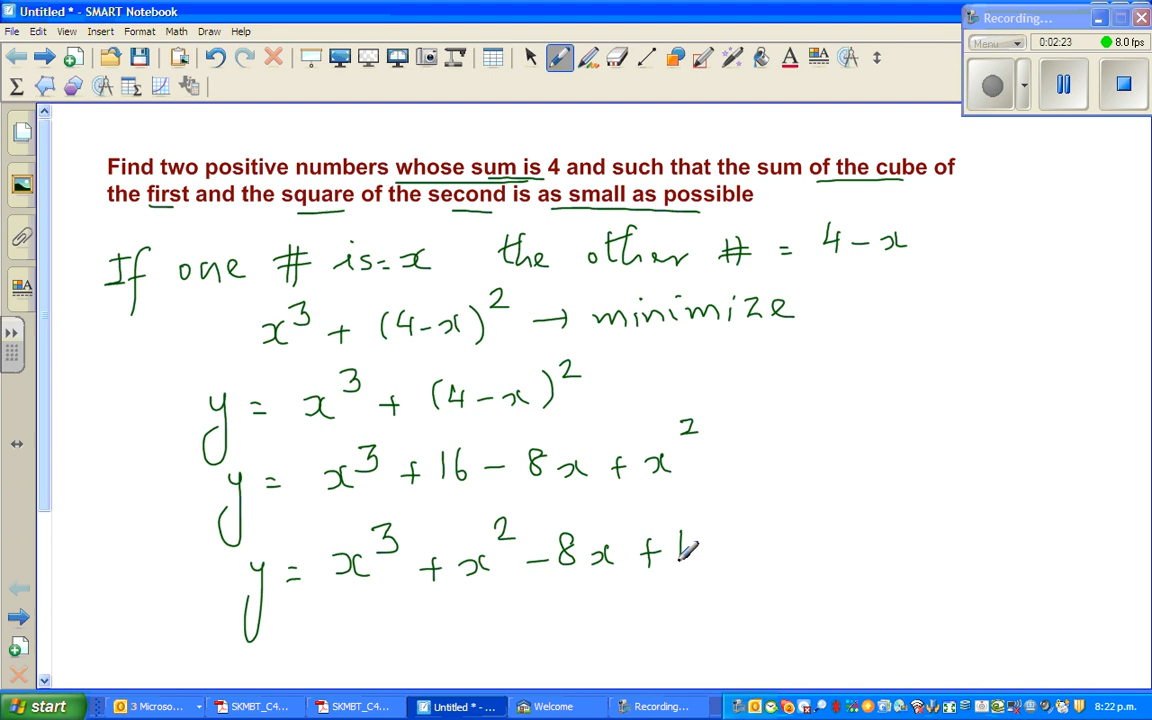 Untitled * - SMART Notebook
Recording...
File Edit View Insert Format Math Draw Help
Menu
0:02:23
8.0 fps
Find two positive numbers whose sum is 4 and such that the sum of the cube of
the first and the square of the second is as small as possible
If one # is = x the other # = 4 - x
x³ + (4-x)² → minimize
y = x³ + (4-x)²
y = x³ + 16 - 8x + x²
y = x³ + x² - 8x +
start
3 Microso...
SKMBT_C4...
SKMBT_C4...
Untitled * - ...
Welcome
Recording...
8:22 p.m.